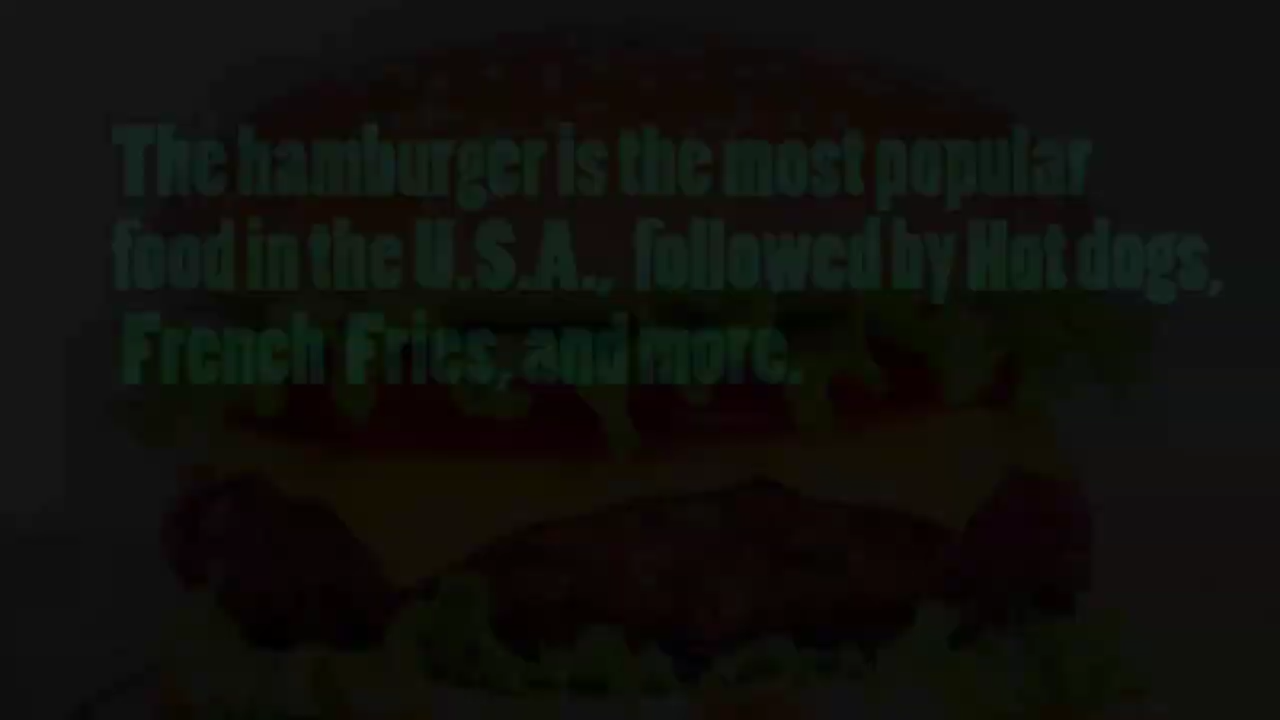 The hamburger is the most popular
food in the U.S.A., followed by Hot dogs,
French Fries, and more.